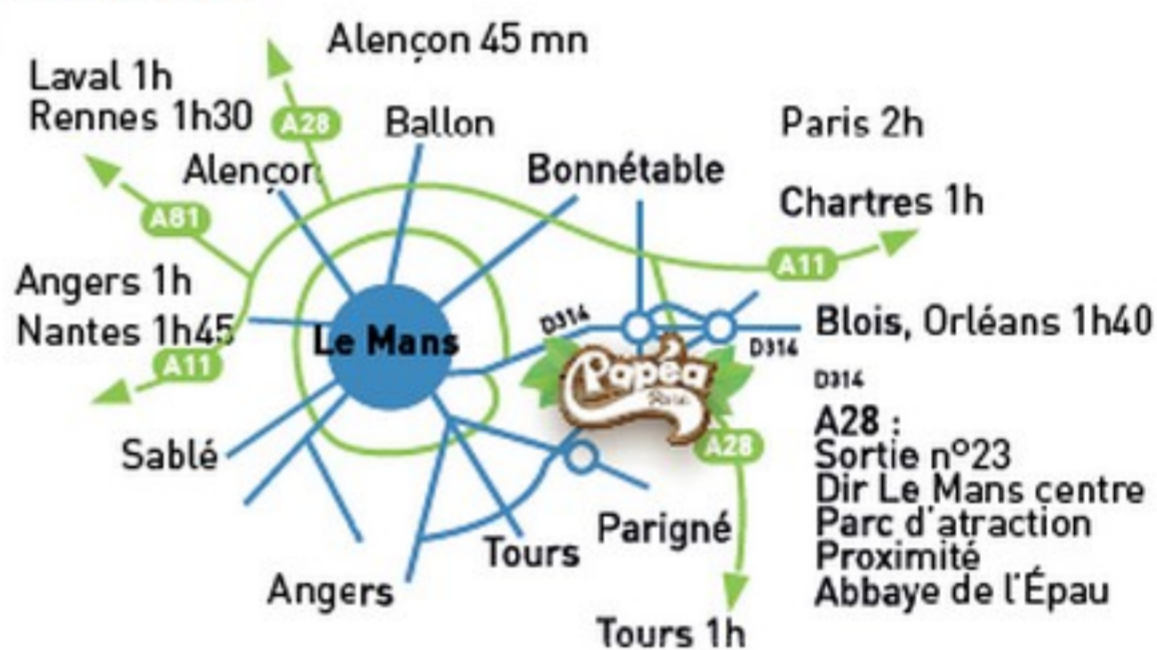 Alençon 45 mn
Laval 1h
Rennes 1h30
A28
Ballon
Paris 2h
Alençon
Bonnétable
Chartres 1h
A81
A11
Angers 1h
Nantes 1h45
Le Mans
D314
Blois, Orléans 1h40
D314
A11
Papéa
Parc
D314
A28 :
Sortie n°23
Dir Le Mans centre
Parc d'atraction
Proximité
Abbaye de l'Épau
A28
Sablé
Parigné
Tours
Angers
Tours 1h